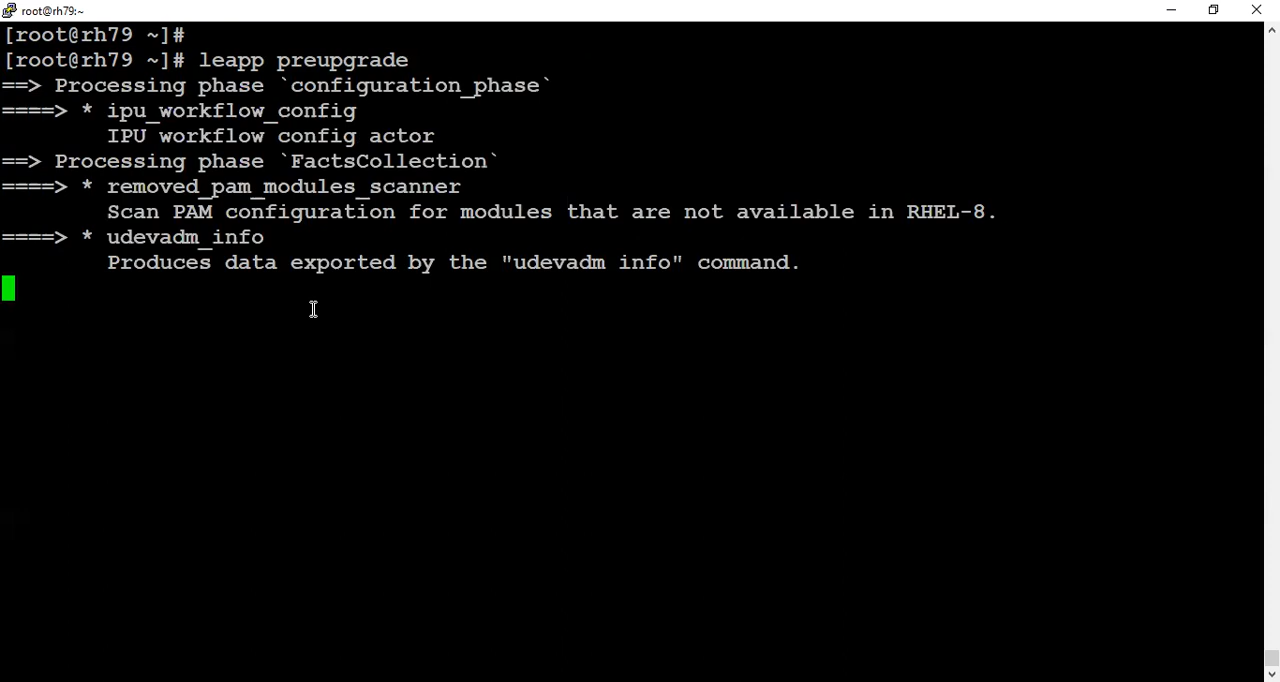 root@rh79:~
[root@rh79 ~]#
[root@rh79 ~]# leapp preupgrade
==> Processing phase `configuration_phase`
====> * ipu_workflow_config
        IPU workflow config actor
==> Processing phase `FactsCollection`
====> * removed_pam_modules_scanner
        Scan PAM configuration for modules that are not available in RHEL-8.
====> * udevadm_info
        Produces data exported by the "udevadm info" command.